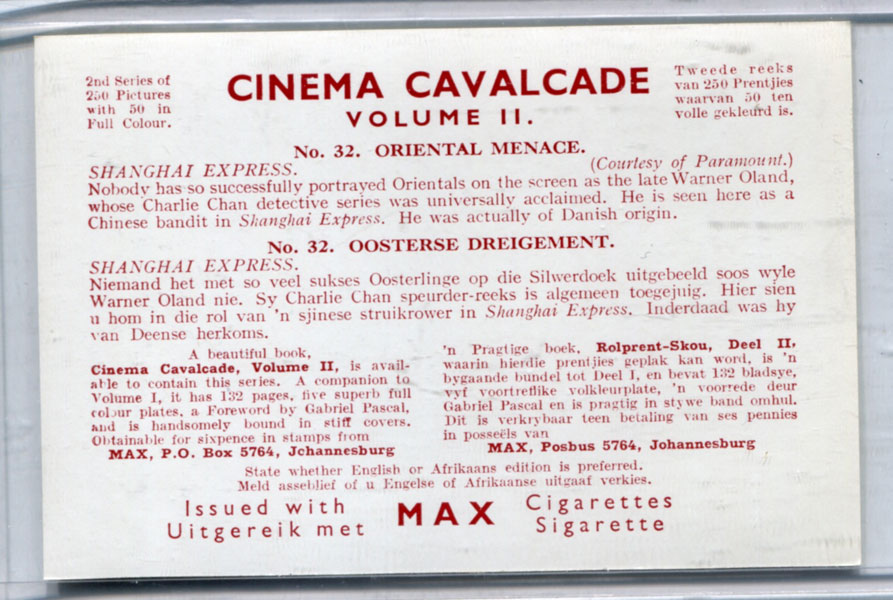 2nd Series of
250 Pictures
with 50 in
Full Colour.
CINEMA CAVALCADE
VOLUME II.
Tweede reeks
van 250 Prentjies
waarvan 50 ten
volle gekleurd is.
No. 32. ORIENTAL MENACE.
SHANGHAI EXPRESS. (Courtesy of Paramount.)
Nobody has so successfully portrayed Orientals on the screen as the late Warner Oland,
whose Charlie Chan detective series was universally acclaimed. He is seen here as a
Chinese bandit in Shanghai Express. He was actually of Danish origin.
No. 32. OOSTERSE DREIGEMENT.
SHANGHAI EXPRESS.
Niemand het met so veel sukses Oosterlinge op die Silwerdoek uitgebeeld soos wyle
Warner Oland nie. Sy Charlie Chan speurder-reeks is algemeen toegejuig. Hier sien
u hom in die rol van 'n sjinese struikrower in Shanghai Express. Inderdaad was hy
van Deense herkoms.
A beautiful book,
Cinema Cavalcade, Volume II, is avail-
able to contain this series. A companion to
Volume I, it has 132 pages, five superb full
colour plates, a Foreword by Gabriel Pascal,
and is handsomely bound in stiff covers.
Obtainable for sixpence in stamps from
MAX, P.O. Box 5764, Johannesburg
'n Pragtige boek, Rolprent-Skou, Deel II,
waarin hierdie prentjies geplak kan word, is 'n
bygaande bundel tot Deel I, en bevat 132 bladsye,
vyf voortreflike volkleurplate, 'n voorrede deur
Gabriel Pascal en is pragtig in stywe band omhul.
Dit is verkrybaar teen betaling van ses pennies
in posseëls van
MAX, Posbus 5764, Johannesburg
State whether English or Afrikaans edition is preferred.
Meld asseblief of u Engelse of Afrikaanse uitgaaf verkies.
Issued with MAX Cigarettes
Uitgereik met Sigarette